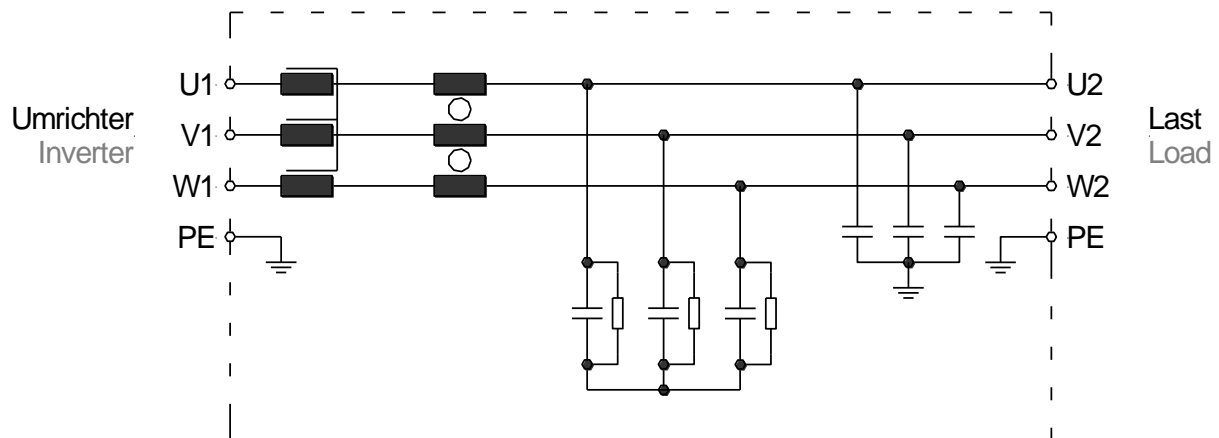 U1
V1
W1
PE
Umrichter
Inverter
U2
V2
W2
PE
Last
Load